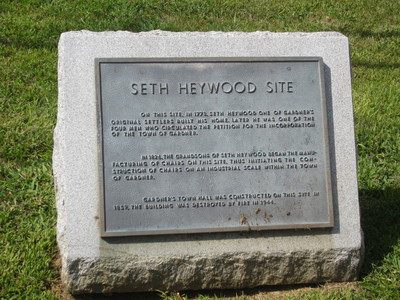 SETH HEYWOOD SITE
ON THIS SITE, IN 1773, SETH HEYWOOD ONE OF GARDNER'S
ORIGINAL SETTLERS BUILT HIS HOME. LATER HE WAS ONE OF THE
FOUR MEN WHO CIRCULATED THE PETITION FOR THE INCORPORATION
OF THE TOWN OF GARDNER.
IN 1826, THE GRANDSONS OF SETH HEYWOOD BEGAN THE MANU-
FACTURING OF CHAIRS ON THIS SITE, THUS INITIATING THE CON-
STRUCTION OF CHAIRS ON AN INDUSTRIAL SCALE WITHIN THE TOWN
OF GARDNER.
GARDNER'S TOWN HALL WAS CONSTRUCTED ON THIS SITE IN
1859, THE BUILDING WAS DESTROYED BY FIRE IN 1944.